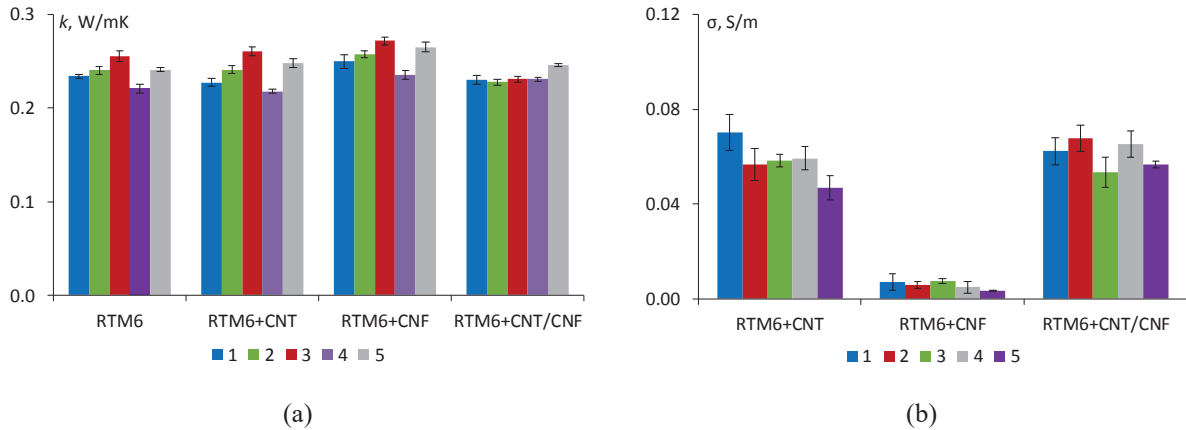 k, W/mK
0.3
0.2
0.1
0.0
RTM6 RTM6+CNT RTM6+CNF RTM6+CNT/CNF
1 2 3 4 5
(a)
σ, S/m
0.12
0.08
0.04
0.00
RTM6+CNT RTM6+CNF RTM6+CNT/CNF
1 2 3 4 5
(b)